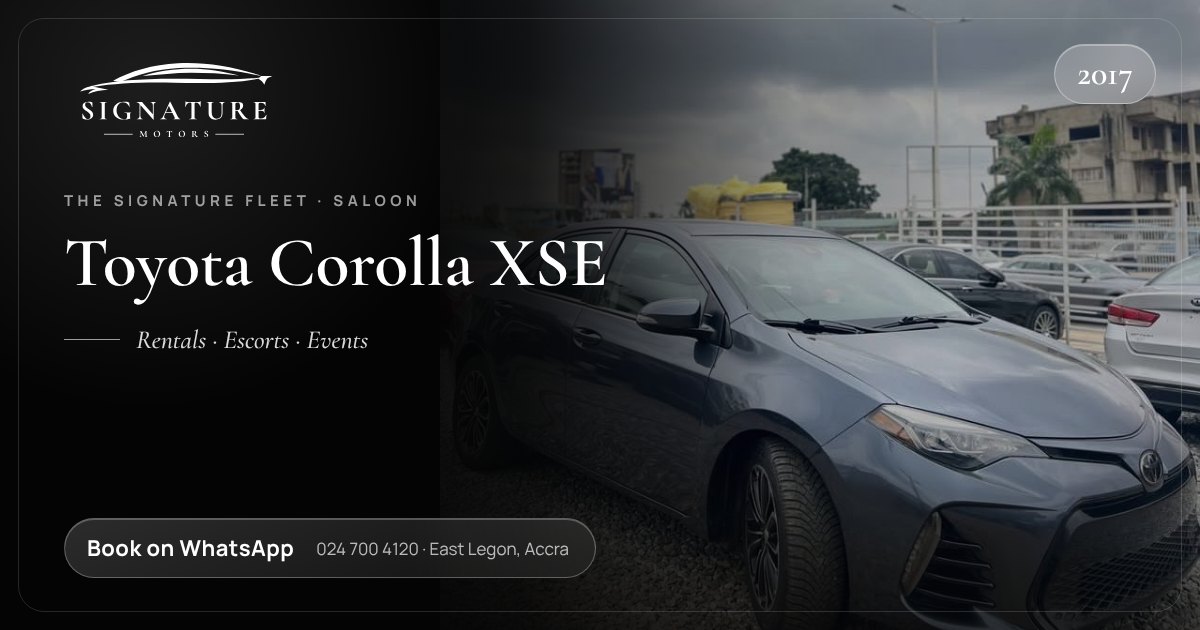 SIGNATURE
MOTORS
2017
THE SIGNATURE FLEET · SALOON
Toyota Corolla XSE
Rentals · Escorts · Events
Book on WhatsApp 024 700 4120 · East Legon, Accra